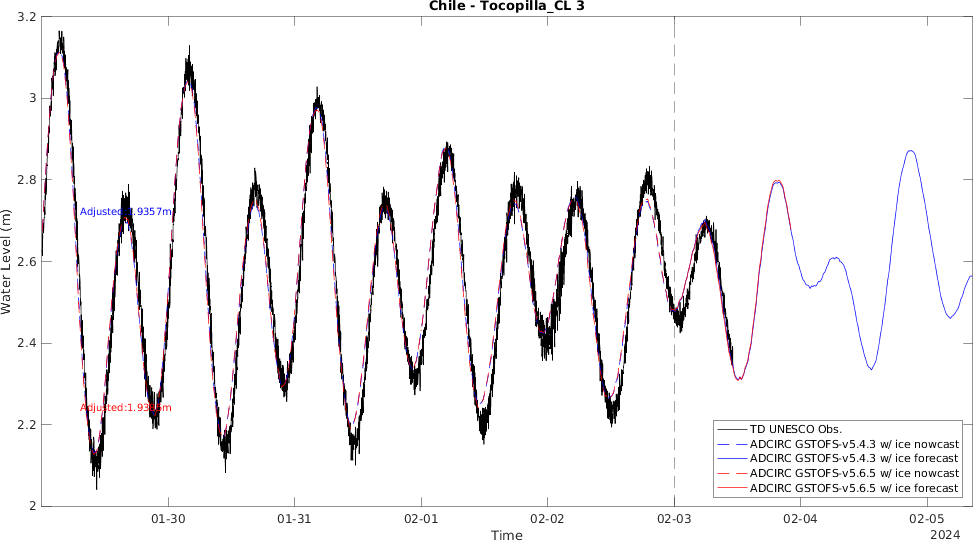 Chile - Tocopilla_CL 3
Water Level (m)
3.2
3
2.8
2.6
2.4
2.2
2
Adjusted:1.9357m
01-30
01-31
02-01
02-02
02-03
02-04
02-05
Time
2024
TD UNESCO Obs.
ADCIRC GSTOFS-v5.4.3 w/ ice nowcast
ADCIRC GSTOFS-v5.4.3 w/ ice forecast
ADCIRC GSTOFS-v5.6.5 w/ ice nowcast
ADCIRC GSTOFS-v5.6.5 w/ ice forecast